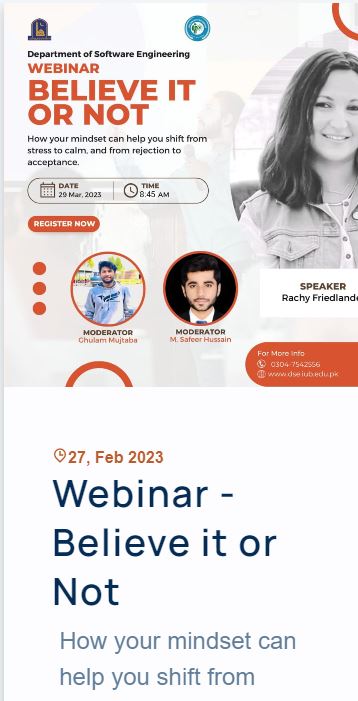 Department of Software Engineering
WEBINAR
BELIEVE IT
OR NOT
How your mindset can help you shift from
stress to calm, and from rejection to
acceptance.
DATE
29 Mar, 2023
TIME
8:45 AM
REGISTER NOW
MODERATOR
Ghulam Mujtaba
MODERATOR
M. Safeer Hussain
SPEAKER
Rachy Friedlande
For More Info
0304-7542556
www.dse.iub.edu.pk
27, Feb 2023
Webinar -
Believe it or
Not
How your mindset can
help you shift from